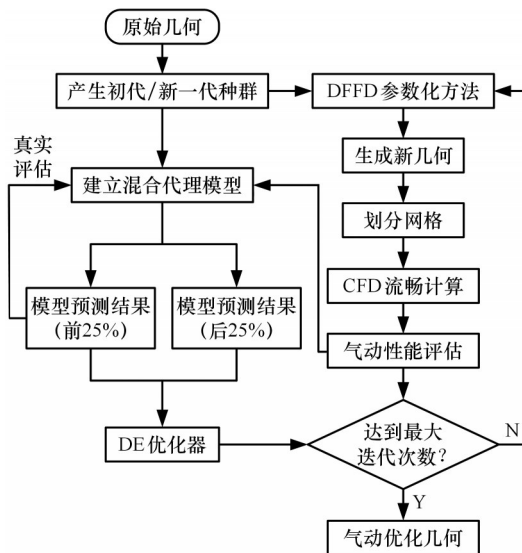 原始几何
产生初代/新一代种群
DFFD参数化方法
真实
评估
生成新几何
建立混合代理模型
划分网格
模型预测结果
(前25%)
模型预测结果
(后25%)
CFD流畅计算
气动性能评估
DE优化器
达到最大
迭代次数?
N
Y
气动优化几何